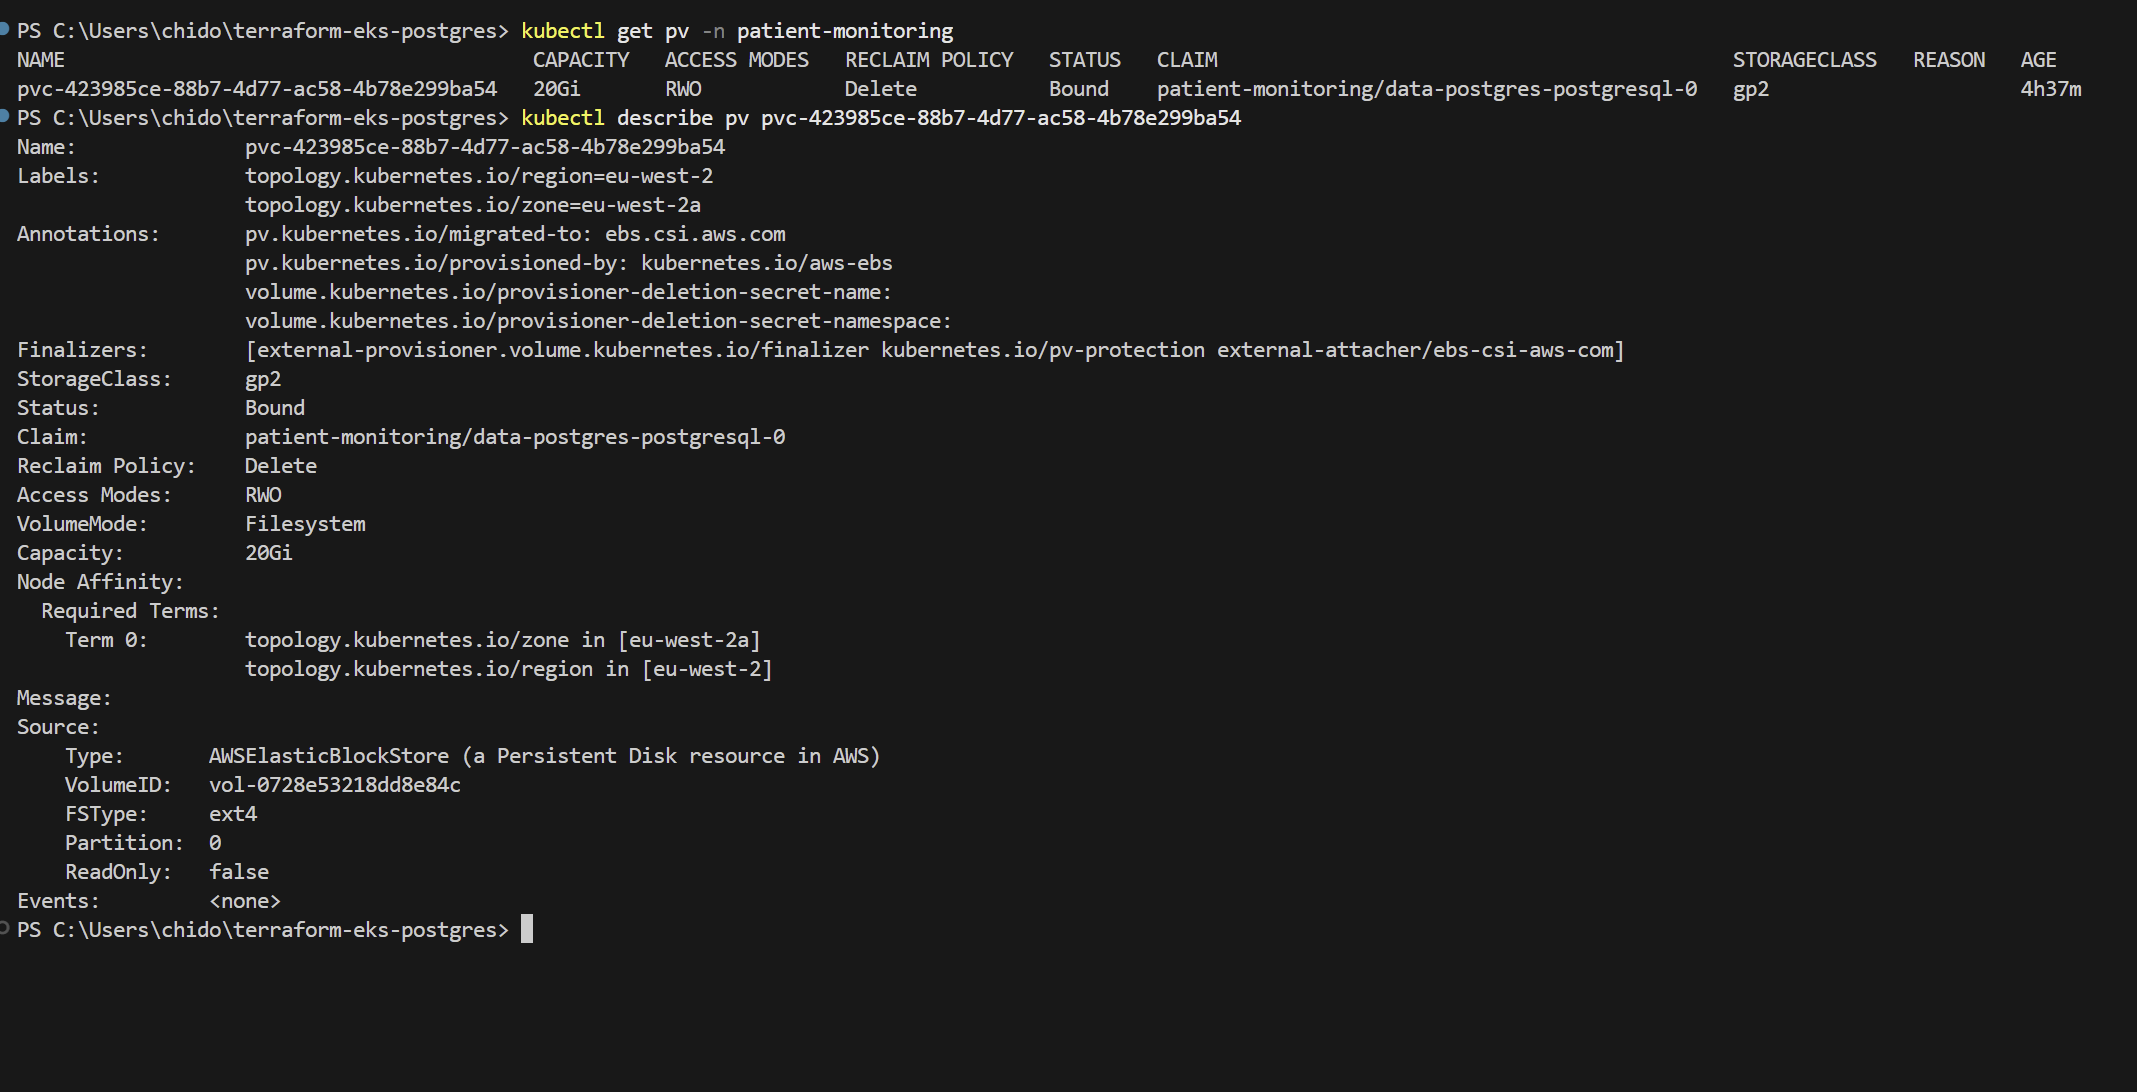 PS C:\Users\chido\terraform-eks-postgres> kubectl get pv -n patient-monitoring
NAME CAPACITY ACCESS MODES RECLAIM POLICY STATUS CLAIM STORAGECLASS REASON AGE
pvc-423985ce-88b7-4d77-ac58-4b78e299ba54 20Gi RWO Delete Bound patient-monitoring/data-postgres-postgresql-0 gp2 4h37m
PS C:\Users\chido\terraform-eks-postgres> kubectl describe pv pvc-423985ce-88b7-4d77-ac58-4b78e299ba54
Name: pvc-423985ce-88b7-4d77-ac58-4b78e299ba54
Labels: topology.kubernetes.io/region=eu-west-2
topology.kubernetes.io/zone=eu-west-2a
Annotations: pv.kubernetes.io/migrated-to: ebs.csi.aws.com
pv.kubernetes.io/provisioned-by: kubernetes.io/aws-ebs
volume.kubernetes.io/provisioner-deletion-secret-name:
volume.kubernetes.io/provisioner-deletion-secret-namespace:
Finalizers: [external-provisioner.volume.kubernetes.io/finalizer kubernetes.io/pv-protection external-attacher/ebs-csi-aws-com]
StorageClass: gp2
Status: Bound
Claim: patient-monitoring/data-postgres-postgresql-0
Reclaim Policy: Delete
Access Modes: RWO
VolumeMode: Filesystem
Capacity: 20Gi
Node Affinity:
Required Terms:
Term 0: topology.kubernetes.io/zone in [eu-west-2a]
topology.kubernetes.io/region in [eu-west-2]
Message:
Source:
Type: AWSElasticBlockStore (a Persistent Disk resource in AWS)
VolumeID: vol-0728e53218dd8e84c
FSType: ext4
Partition: 0
ReadOnly: false
Events: <none>
PS C:\Users\chido\terraform-eks-postgres>